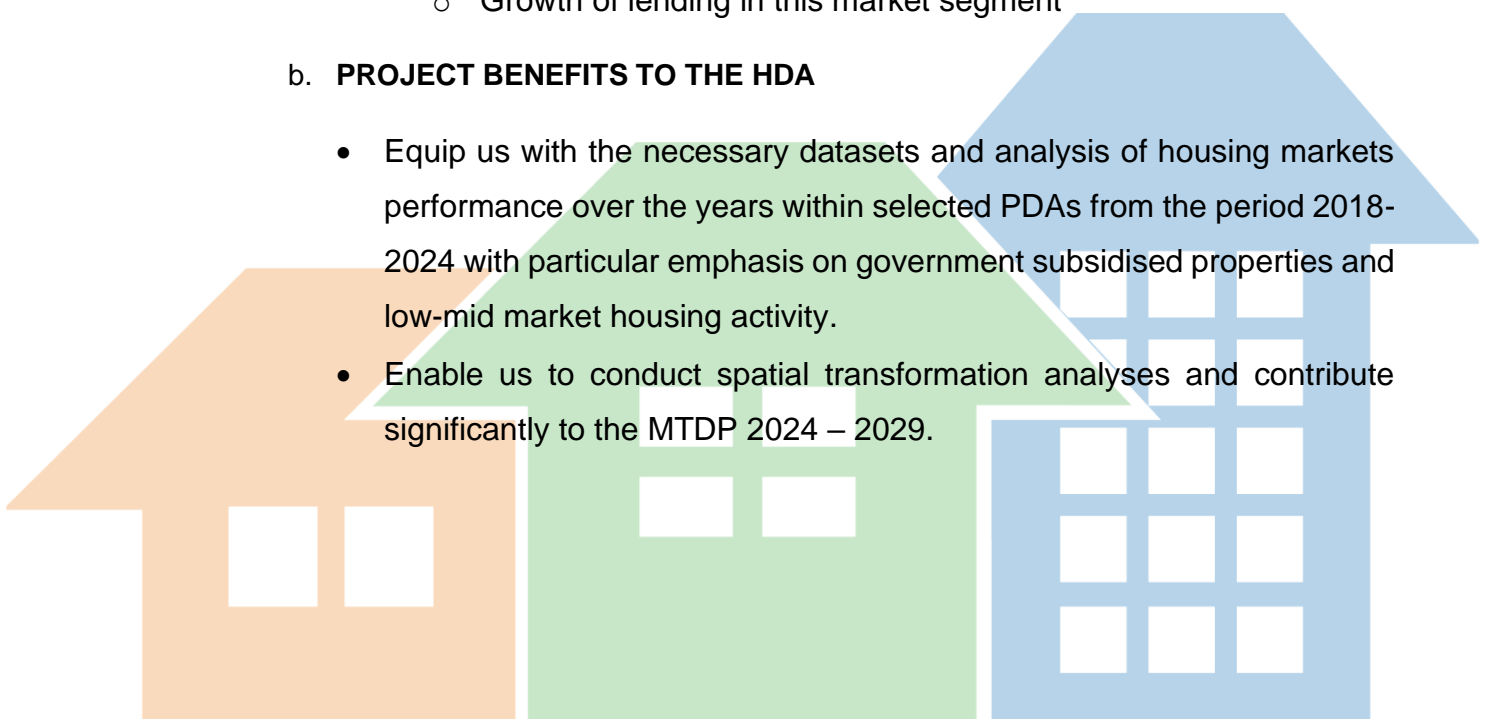 o Growth of lending in this market segment
b. PROJECT BENEFITS TO THE HDA
• Equip us with the necessary datasets and analysis of housing markets
performance over the years within selected PDAs from the period 2018-
2024 with particular emphasis on government subsidised properties and
low-mid market housing activity.
• Enable us to conduct spatial transformation analyses and contribute
significantly to the MTDP 2024 – 2029.